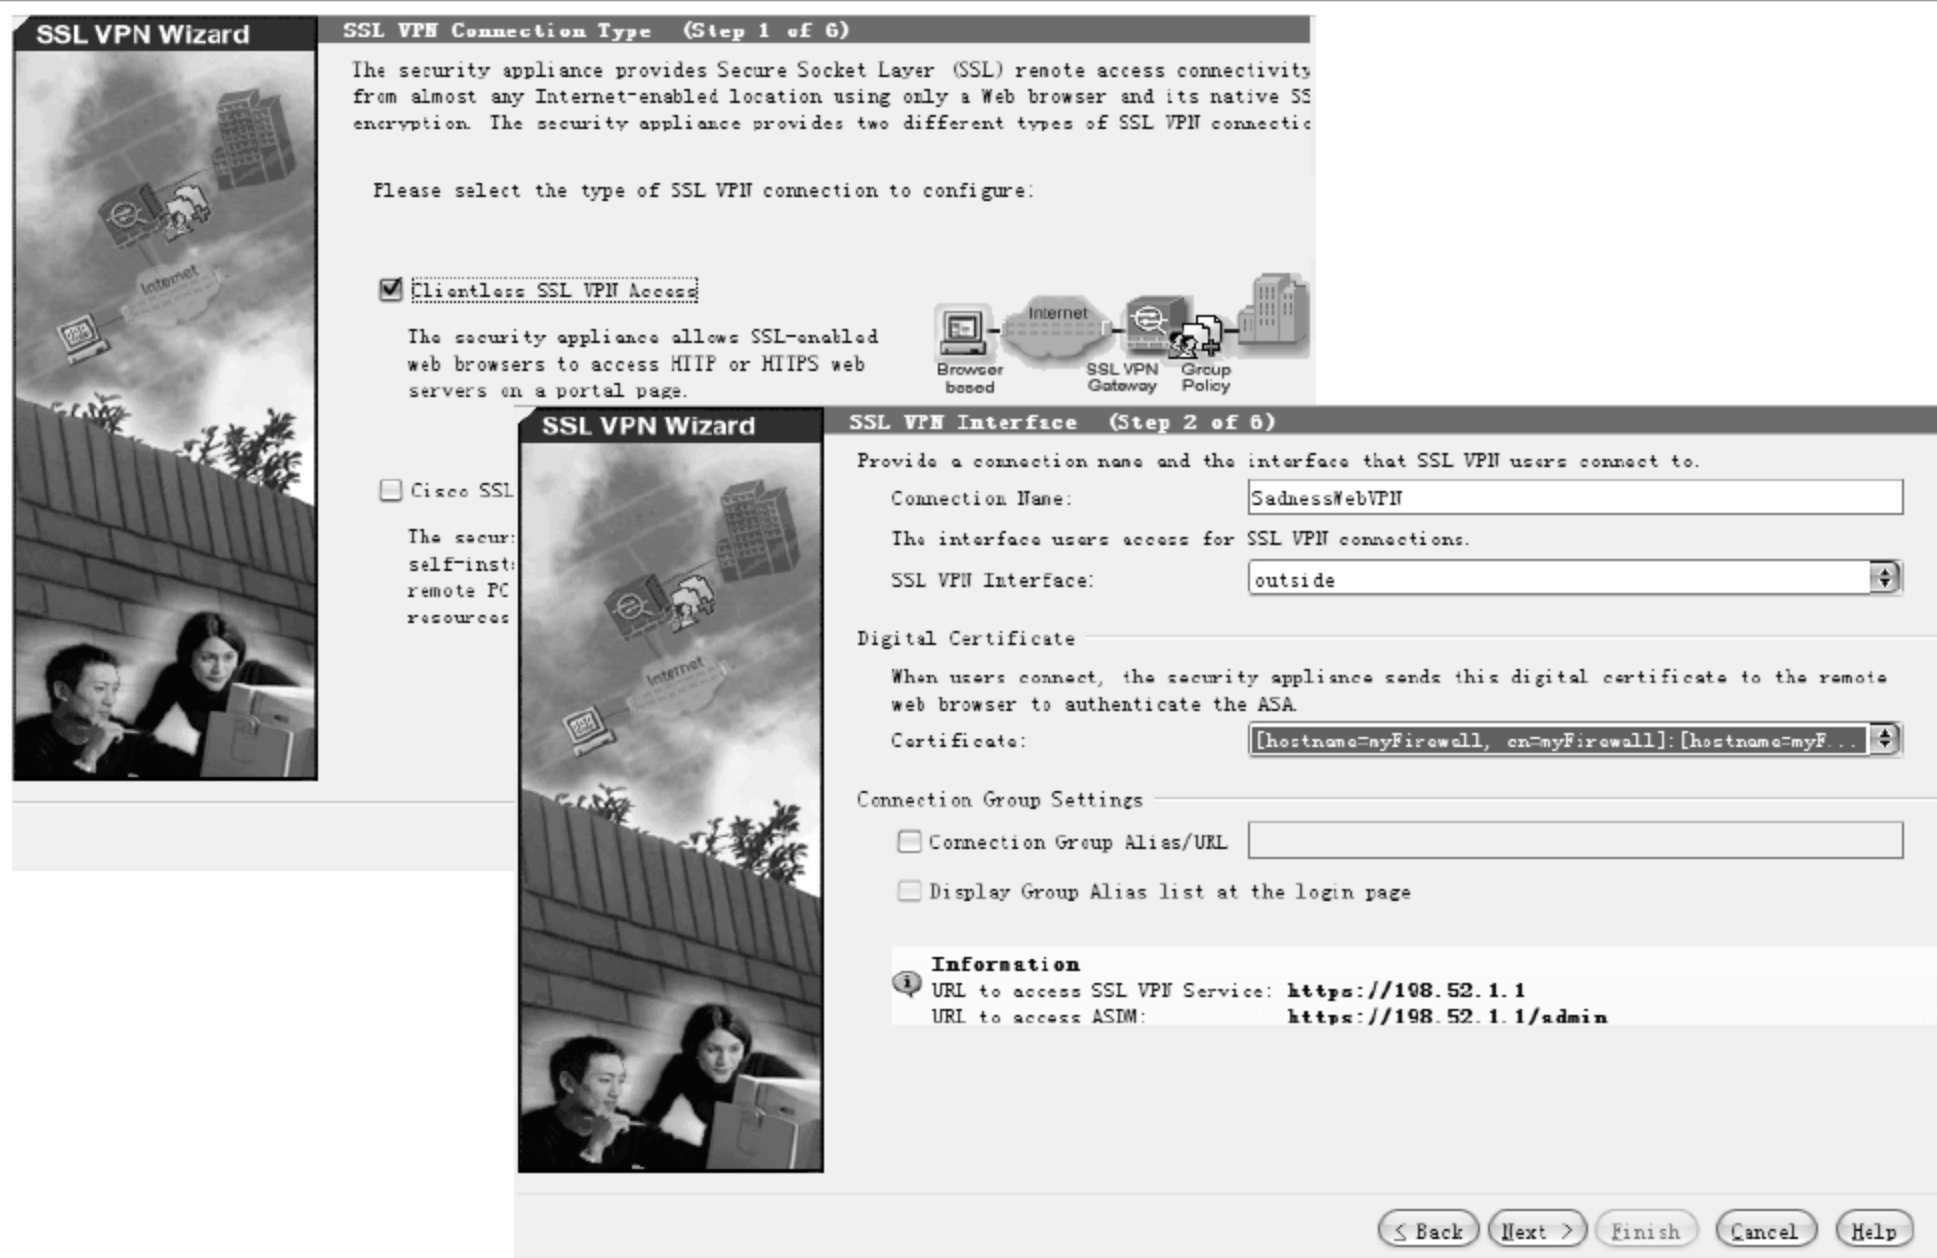 SSL VPN Wizard
SSL VPN Connection Type (Step 1 of 6)
The security appliance provides Secure Socket Layer (SSL) remote access connectivity
from almost any Internet-enabled location using only a Web browser and its native SS
encryption. The security appliance provides two different types of SSL VPN connectic
Please select the type of SSL VPN connection to configure:
Internet
Clientless SSL VPN Access
The security appliance allows SSL-enabled
web browsers to access HTTP or HTTPS web
servers on a portal page.
Internet
Browser
based
SSL VPN
Gateway
Group
Policy
Cisco SSL
The secur
self-inst
remote PC
resources
SSL VPN Wizard
SSL VPN Interface (Step 2 of 6)
Provide a connection name and the interface that SSL VPN users connect to.
Connection Name: SadnessWebVPN
The interface users access for SSL VPN connections.
SSL VPN Interface: outside
Internet
Digital Certificate
When users connect, the security appliance sends this digital certificate to the remote
web browser to authenticate the ASA.
Certificate: [hostname=myFirewall, cn=myFirewall]:[hostname=myF...
Connection Group Settings
Connection Group Alias/URL
Display Group Alias list at the login page
Information
URL to access SSL VPN Service: https://198.52.1.1
URL to access ASDM: https://198.52.1.1/admin
< Back
Next >
Finish
Cancel
Help